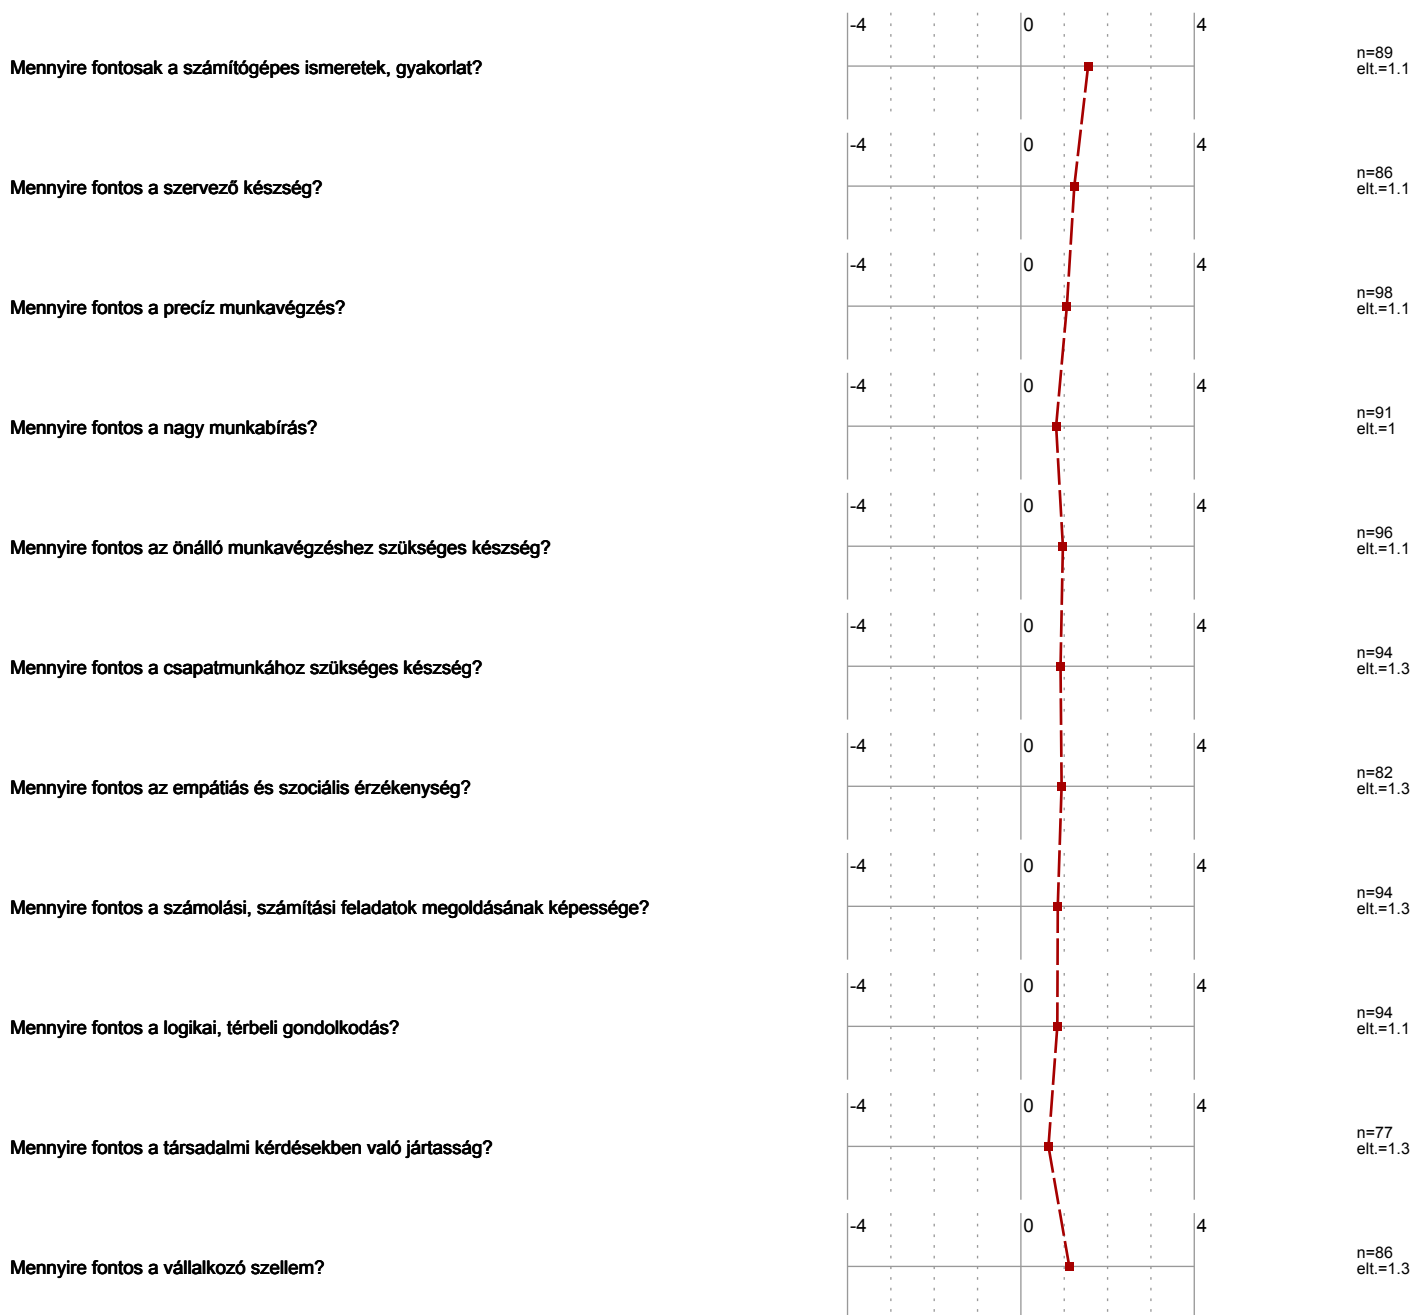 -4 0 4
n=89
Mennyire fontosak a számítógépes ismeretek, gyakorlat?
elt.=1.1
-4 0 4
n=86
Mennyire fontos a szervező készség?
elt.=1.1
-4 0 4
n=98
Mennyire fontos a precíz munkavégzés?
elt.=1.1
-4 0 4
n=91
Mennyire fontos a nagy munkabírás?
elt.=1
-4 0 4
n=96
Mennyire fontos az önálló munkavégzéshez szükséges készség?
elt.=1.1
-4 0 4
n=94
Mennyire fontos a csapatmunkához szükséges készség?
elt.=1.3
-4 0 4
n=82
Mennyire fontos az empátiás és szociális érzékenység?
elt.=1.3
-4 0 4
n=94
Mennyire fontos a számolási, számítási feladatok megoldásának képessége?
elt.=1.3
-4 0 4
n=94
Mennyire fontos a logikai, térbeli gondolkodás?
elt.=1.1
-4 0 4
n=77
Mennyire fontos a társadalmi kérdésekben való jártasság?
elt.=1.3
-4 0 4
n=86
Mennyire fontos a vállalkozó szellem?
elt.=1.3